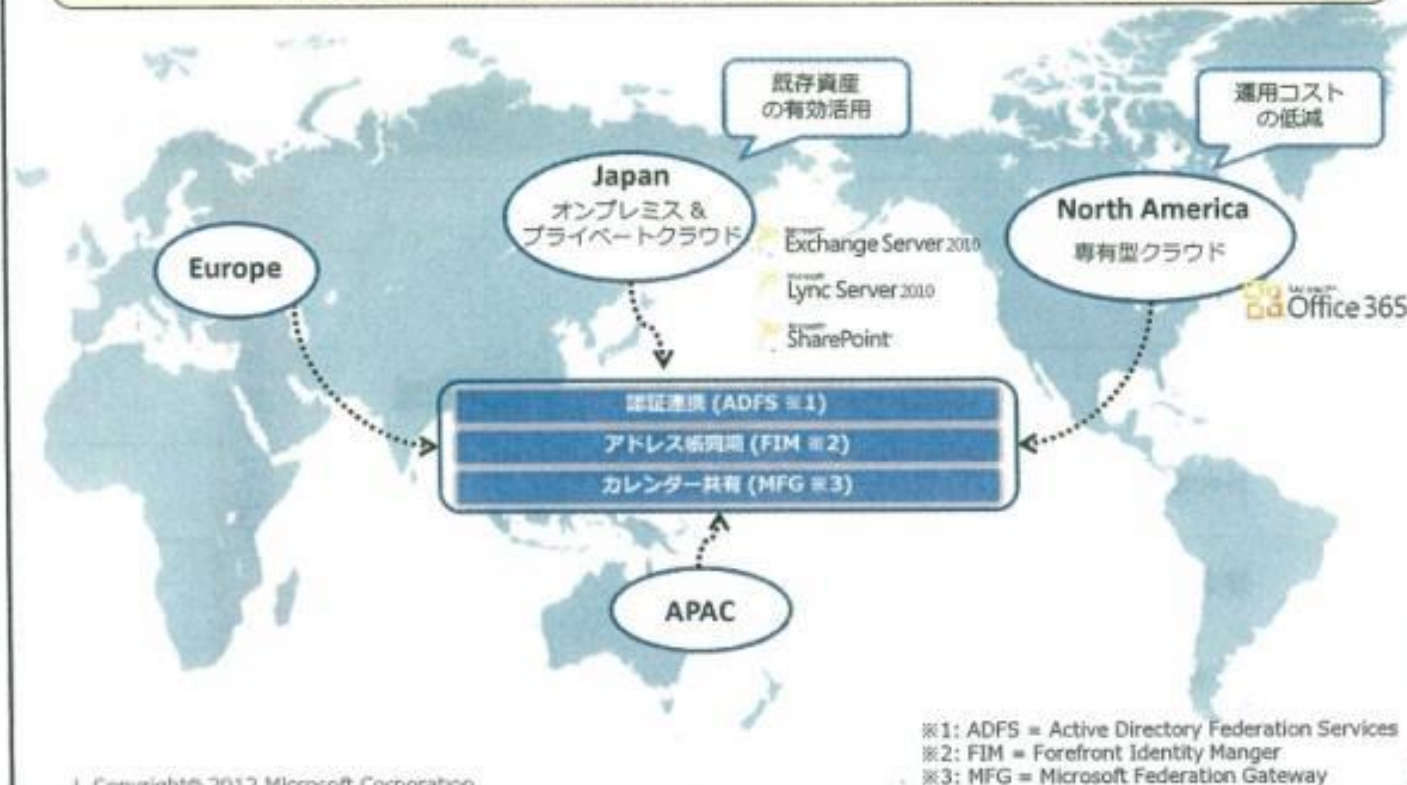 既存資産
の有効活用
運用コスト
の低減
Japan
オンプレミス &
プライベートクラウド
North America
専有型クラウド
Europe
Exchange Server 2010
Lync Server 2010
SharePoint
Office 365
認証連携 (ADFS ※1)
アドレス帳同期 (FIM ※2)
カレンダー共有 (MFG ※3)
APAC
※1: ADFS = Active Directory Federation Services
※2: FIM = Forefront Identity Manger
※3: MFG = Microsoft Federation Gateway
Copyright© 2012 Microsoft Corporation